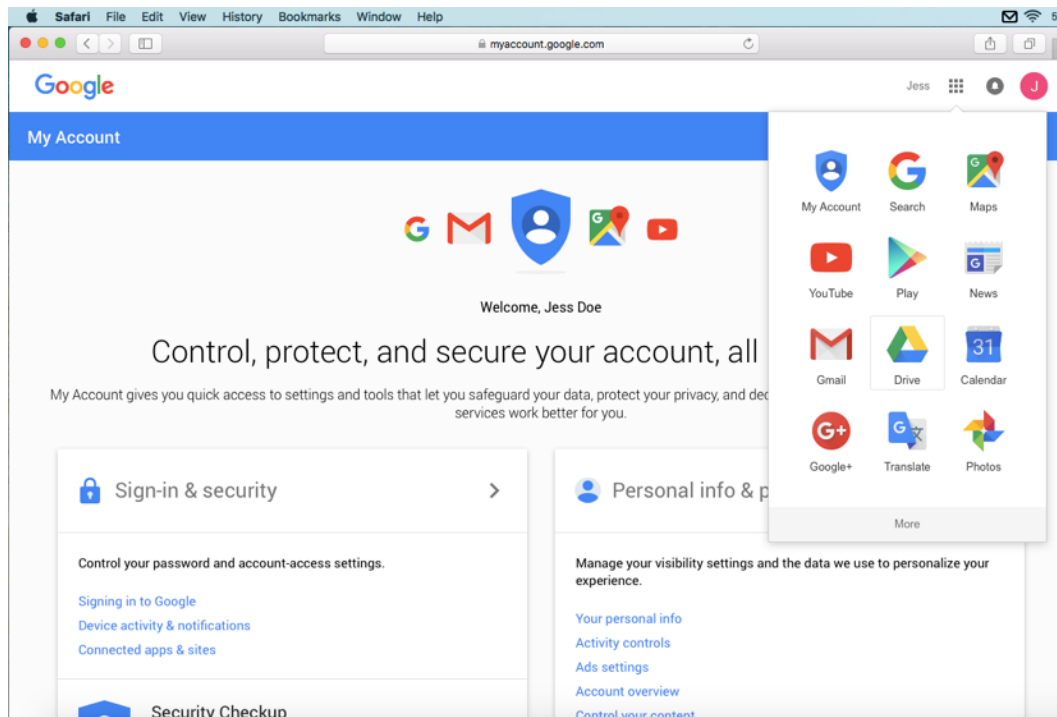 Safari File Edit View History Bookmarks Window Help
myaccount.google.com
Google
Jess
J
My Account
My Account Search Maps
YouTube Play News
31
Gmail Drive Calendar
G+
Google+ Translate Photos
More
Welcome, Jess Doe
Control, protect, and secure your account, all
My Account gives you quick access to settings and tools that let you safeguard your data, protect your privacy, and
services work better for you.
Sign-in & security
Control your password and account-access settings.
Signing in to Google
Device activity & notifications
Connected apps & sites
Security Checkup
Personal info &
Manage your visibility settings and the data we use to personalize your
experience.
Your personal info
Activity controls
Ads settings
Account overview
Control your content